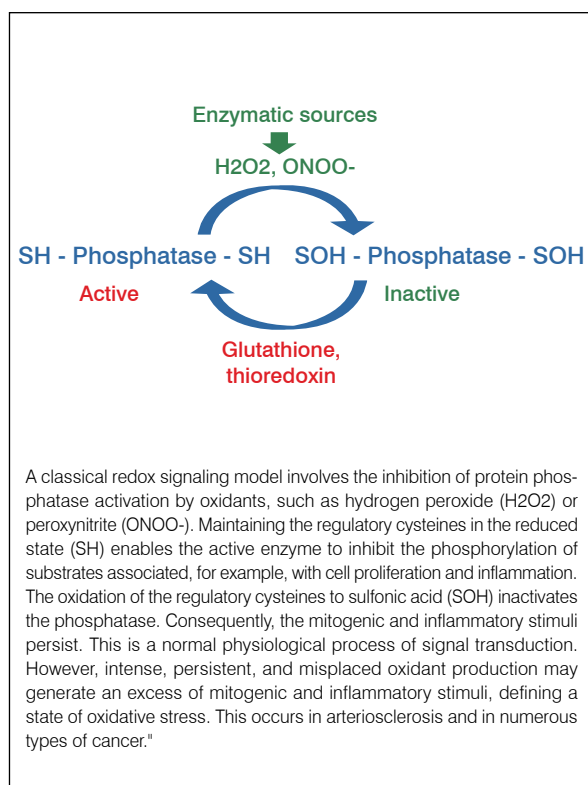 Enzymatic sources
H2O2, ONOO-
SH - Phosphatase - SH SOH - Phosphatase - SOH
Active Inactive
Glutathione,
thioredoxin
A classical redox signaling model involves the inhibition of protein phos-
phatase activation by oxidants, such as hydrogen peroxide (H2O2) or
peroxynitrite (ONOO-). Maintaining the regulatory cysteines in the reduced
state (SH) enables the active enzyme to inhibit the phosphorylation of
substrates associated, for example, with cell proliferation and inflammation.
The oxidation of the regulatory cysteines to sulfonic acid (SOH) inactivates
the phosphatase. Consequently, the mitogenic and inflammatory stimuli
persist. This is a normal physiological process of signal transduction.
However, intense, persistent, and misplaced oxidant production may
generate an excess of mitogenic and inflammatory stimuli, defining a
state of oxidative stress. This occurs in arteriosclerosis and in numerous
types of cancer."